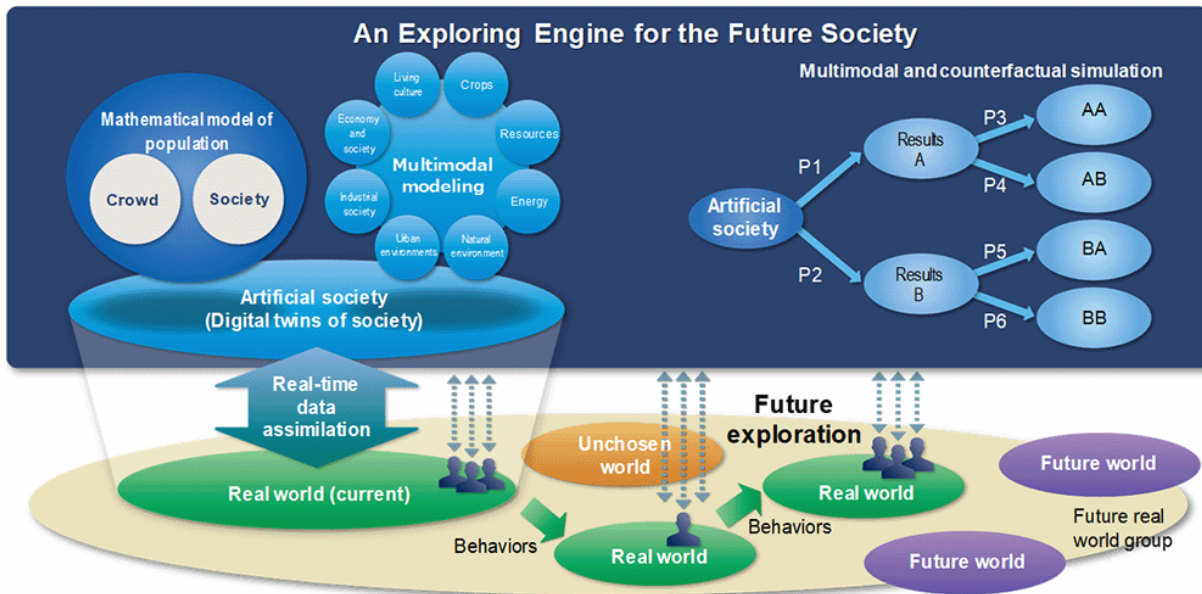 An Exploring Engine for the Future Society
Mathematical model of
population
Crowd
Society
Living
culture
Crops
Economy
and
society
Resources
Multimodal
modeling
Industrial
society
Energy
Urban
environments
Natural
environment
Artificial society
(Digital twins of society)
Multimodal and counterfactual simulation
Artificial
society
P1
P2
Results
A
Results
B
P3
P4
P5
P6
AA
AB
BA
BB
Real-time
data
assimilation
Real world (current)
Behaviors
Unchosen
world
Real world
Behaviors
Future
exploration
Real world
Future world
Future world
Future real
world group